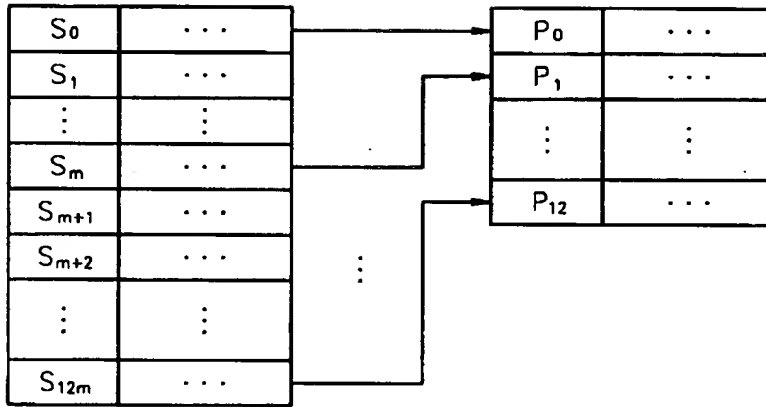 S₀ ··· P₀ ···
S₁ ··· P₁ ···
⋮ ⋮ ⋮ ⋮
Sₘ ···
P₁₂ ···
Sₘ₊₁ ···
Sₘ₊₂ ··· ⋮
⋮ ⋮
S₁₂ₘ ···